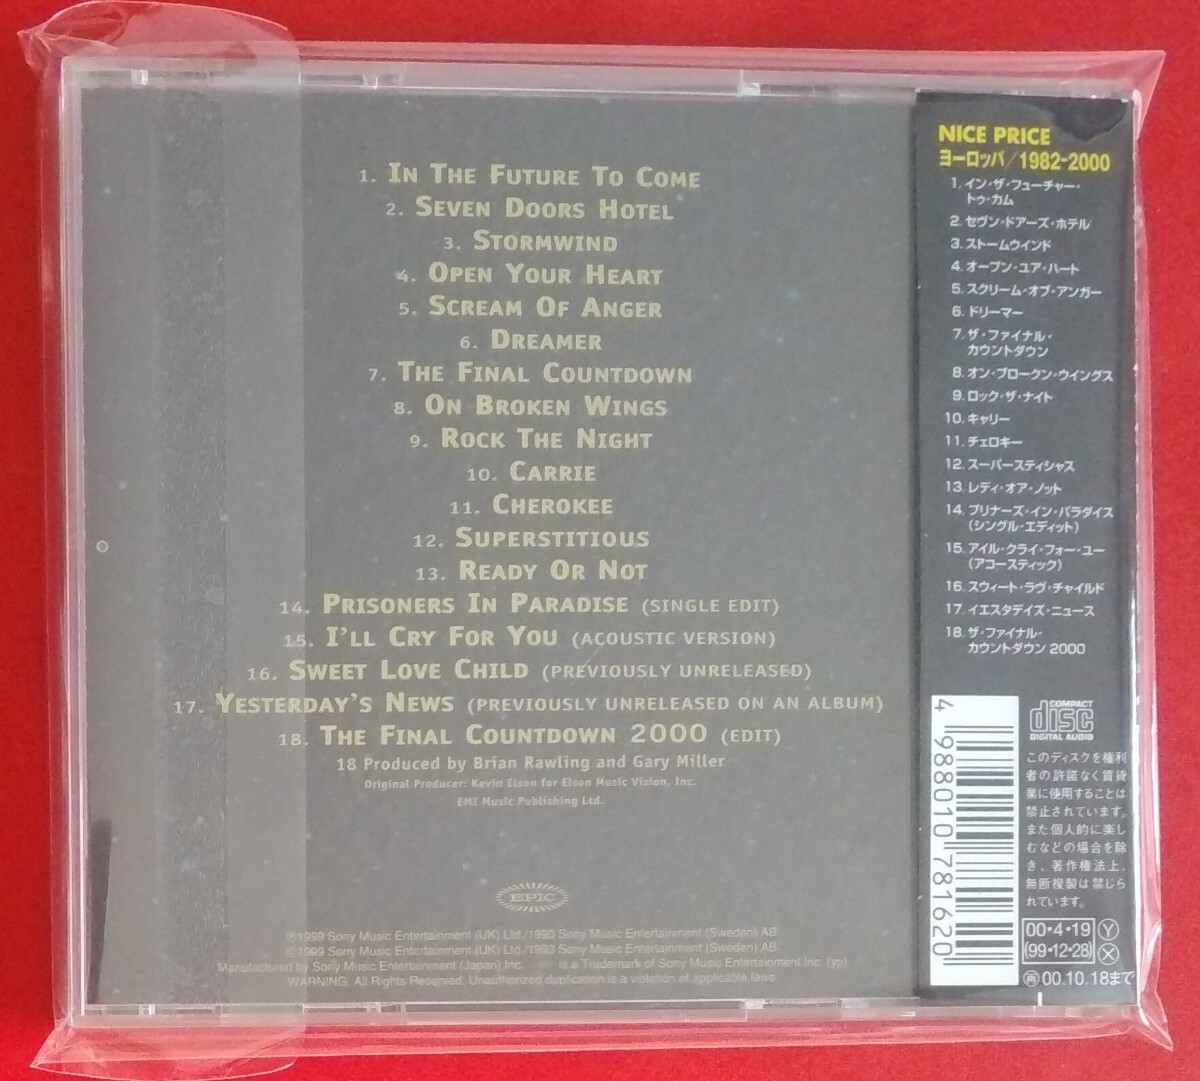 1. IN THE FUTURE TO COME
2. SEVEN DOORS HOTEL
3. STORMWIND
4. OPEN YOUR HEART
5. SCREAM OF ANGER
6. DREAMER
7. THE FINAL COUNTDOWN
8. ON BROKEN WINGS
9. ROCK THE NIGHT
10. CARRIE
11. CHEROKEE
12. SUPERSTITIOUS
13. READY OR NOT
14. PRISONERS IN PARADISE (SINGLE EDIT)
15. I'LL CRY FOR YOU (ACOUSTIC VERSION)
16. SWEET LOVE CHILD (PREVIOUSLY UNRELEASED)
17. YESTERDAY'S NEWS (PREVIOUSLY UNRELEASED ON AN ALBUM)
18. THE FINAL COUNTDOWN 2000 (EDIT)
18 Produced by Brian Rawling and Gary Miller
Original Producer: Kevin Elson for Elson Music Vision, Inc.
EMI Music Publishing Ltd.
EPIC
℗1999 Sony Music Entertainment (UK) Ltd./1993 Sony Music Entertainment (Sweden) AB
©1999 Sony Music Entertainment (UK) Ltd./1993 Sony Music Entertainment (Sweden) AB
Manufactured by Sony Music Entertainment (Japan) Inc. is a Trademark of Sony Music Entertainment Inc. (yp)
WARNING: All Rights Reserved. Unauthorized duplication is a violation of applicable laws
NICE PRICE
ヨーロッパ/1982-2000
1. イン・ザ・フューチャー・
トゥ・カム
2. セヴン・ドアーズ・ホテル
3. ストームウインド
4. オープン・ユア・ハート
5. スクリーム・オブ・アンガー
6. ドリーマー
7. ザ・ファイナル・
カウントダウン
8. オン・ブロークン・ウイングス
9. ロック・ザ・ナイト
10. キャリー
11. チェロキー
12. スーパースティシャス
13. レディ・オア・ノット
14. プリナーズ・イン・パラダイス
(シングル・エディット)
15. アイル・クライ・フォー・ユー
(アコースティック)
16. スウィート・ラヴ・チャイルド
17. イエスタデイズ・ニュース
18. ザ・ファイナル・
カウントダウン 2000
4 988010 781620
COMPACT
disc
DIGITAL AUDIO
このディスクを権利
者の許諾なく賃貸
業に使用することは
禁止されています。
また個人的に楽し
むなどの場合を除
き、著作権法上、
無断複製は禁じら
れています。
00・4・19 Y
(99・12・28) X
再00.10.18まで